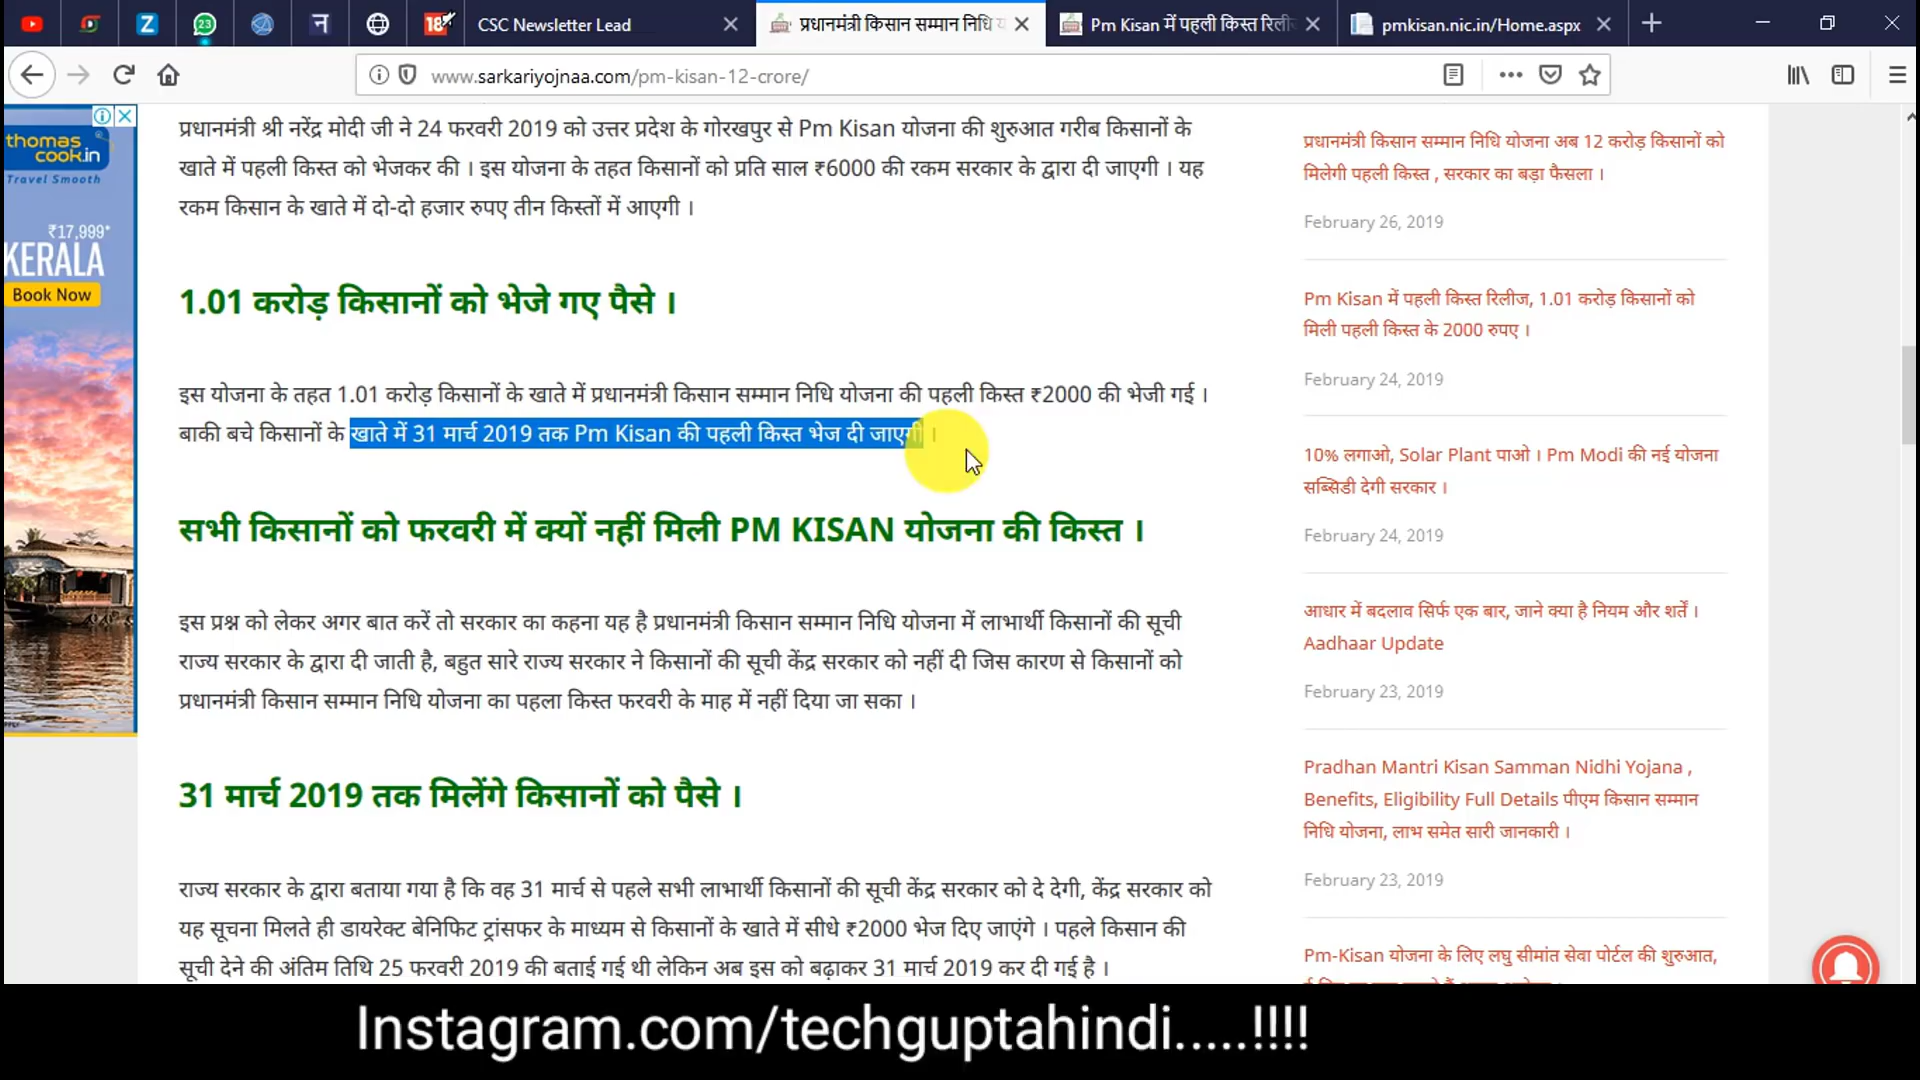 23
न
18
CSC Newsletter Lead
प्रधानमंत्री किसान सम्मान निधि य
Pm Kisan में पहली किस्त रिली
pmkisan.nic.in/Home.aspx
www.sarkariyojnaa.com/pm-kisan-12-crore/
thomas
cook.in
Travel Smooth
₹17,999*
KERALA
Book Now
प्रधानमंत्री श्री नरेंद्र मोदी जी ने 24 फरवरी 2019 को उत्तर प्रदेश के गोरखपुर से Pm Kisan योजना की शुरुआत गरीब किसानों के
खाते में पहली किस्त को भेजकर की । इस योजना के तहत किसानों को प्रति साल ₹6000 की रकम सरकार के द्वारा दी जाएगी । यह
रकम किसान के खाते में दो-दो हजार रुपए तीन किस्तों में आएगी ।
1.01 करोड़ किसानों को भेजे गए पैसे ।
इस योजना के तहत 1.01 करोड़ किसानों के खाते में प्रधानमंत्री किसान सम्मान निधि योजना की पहली किस्त ₹2000 की भेजी गई ।
बाकी बचे किसानों के खाते में 31 मार्च 2019 तक Pm Kisan की पहली किस्त भेज दी जाएगी ।
सभी किसानों को फरवरी में क्यों नहीं मिली PM KISAN योजना की किस्त ।
इस प्रश्न को लेकर अगर बात करें तो सरकार का कहना यह है प्रधानमंत्री किसान सम्मान निधि योजना में लाभार्थी किसानों की सूची
राज्य सरकार के द्वारा दी जाती है, बहुत सारे राज्य सरकार ने किसानों की सूची केंद्र सरकार को नहीं दी जिस कारण से किसानों को
प्रधानमंत्री किसान सम्मान निधि योजना का पहला किस्त फरवरी के माह में नहीं दिया जा सका ।
31 मार्च 2019 तक मिलेंगे किसानों को पैसे ।
राज्य सरकार के द्वारा बताया गया है कि वह 31 मार्च से पहले सभी लाभार्थी किसानों की सूची केंद्र सरकार को दे देगी, केंद्र सरकार को
यह सूचना मिलते ही डायरेक्ट बेनिफिट ट्रांसफर के माध्यम से किसानों के खाते में सीधे ₹2000 भेज दिए जाएंगे । पहले किसान की
सूची देने की अंतिम तिथि 25 फरवरी 2019 की बताई गई थी लेकिन अब इस को बढ़ाकर 31 मार्च 2019 कर दी गई है ।
प्रधानमंत्री किसान सम्मान निधि योजना अब 12 करोड़ किसानों को
मिलेगी पहली किस्त , सरकार का बड़ा फैसला ।
February 26, 2019
Pm Kisan में पहली किस्त रिलीज, 1.01 करोड़ किसानों को
मिली पहली किस्त के 2000 रुपए ।
February 24, 2019
10% लगाओ, Solar Plant पाओ । Pm Modi की नई योजना
सब्सिडी देगी सरकार ।
February 24, 2019
आधार में बदलाव सिर्फ एक बार, जाने क्या है नियम और शर्तें ।
Aadhaar Update
February 23, 2019
Pradhan Mantri Kisan Samman Nidhi Yojana ,
Benefits, Eligibility Full Details पीएम किसान सम्मान
निधि योजना, लाभ समेत सारी जानकारी ।
February 23, 2019
Pm-Kisan योजना के लिए लघु सीमांत सेवा पोर्टल की शुरुआत,
Instagram.com/techguptahindi.....!!!!